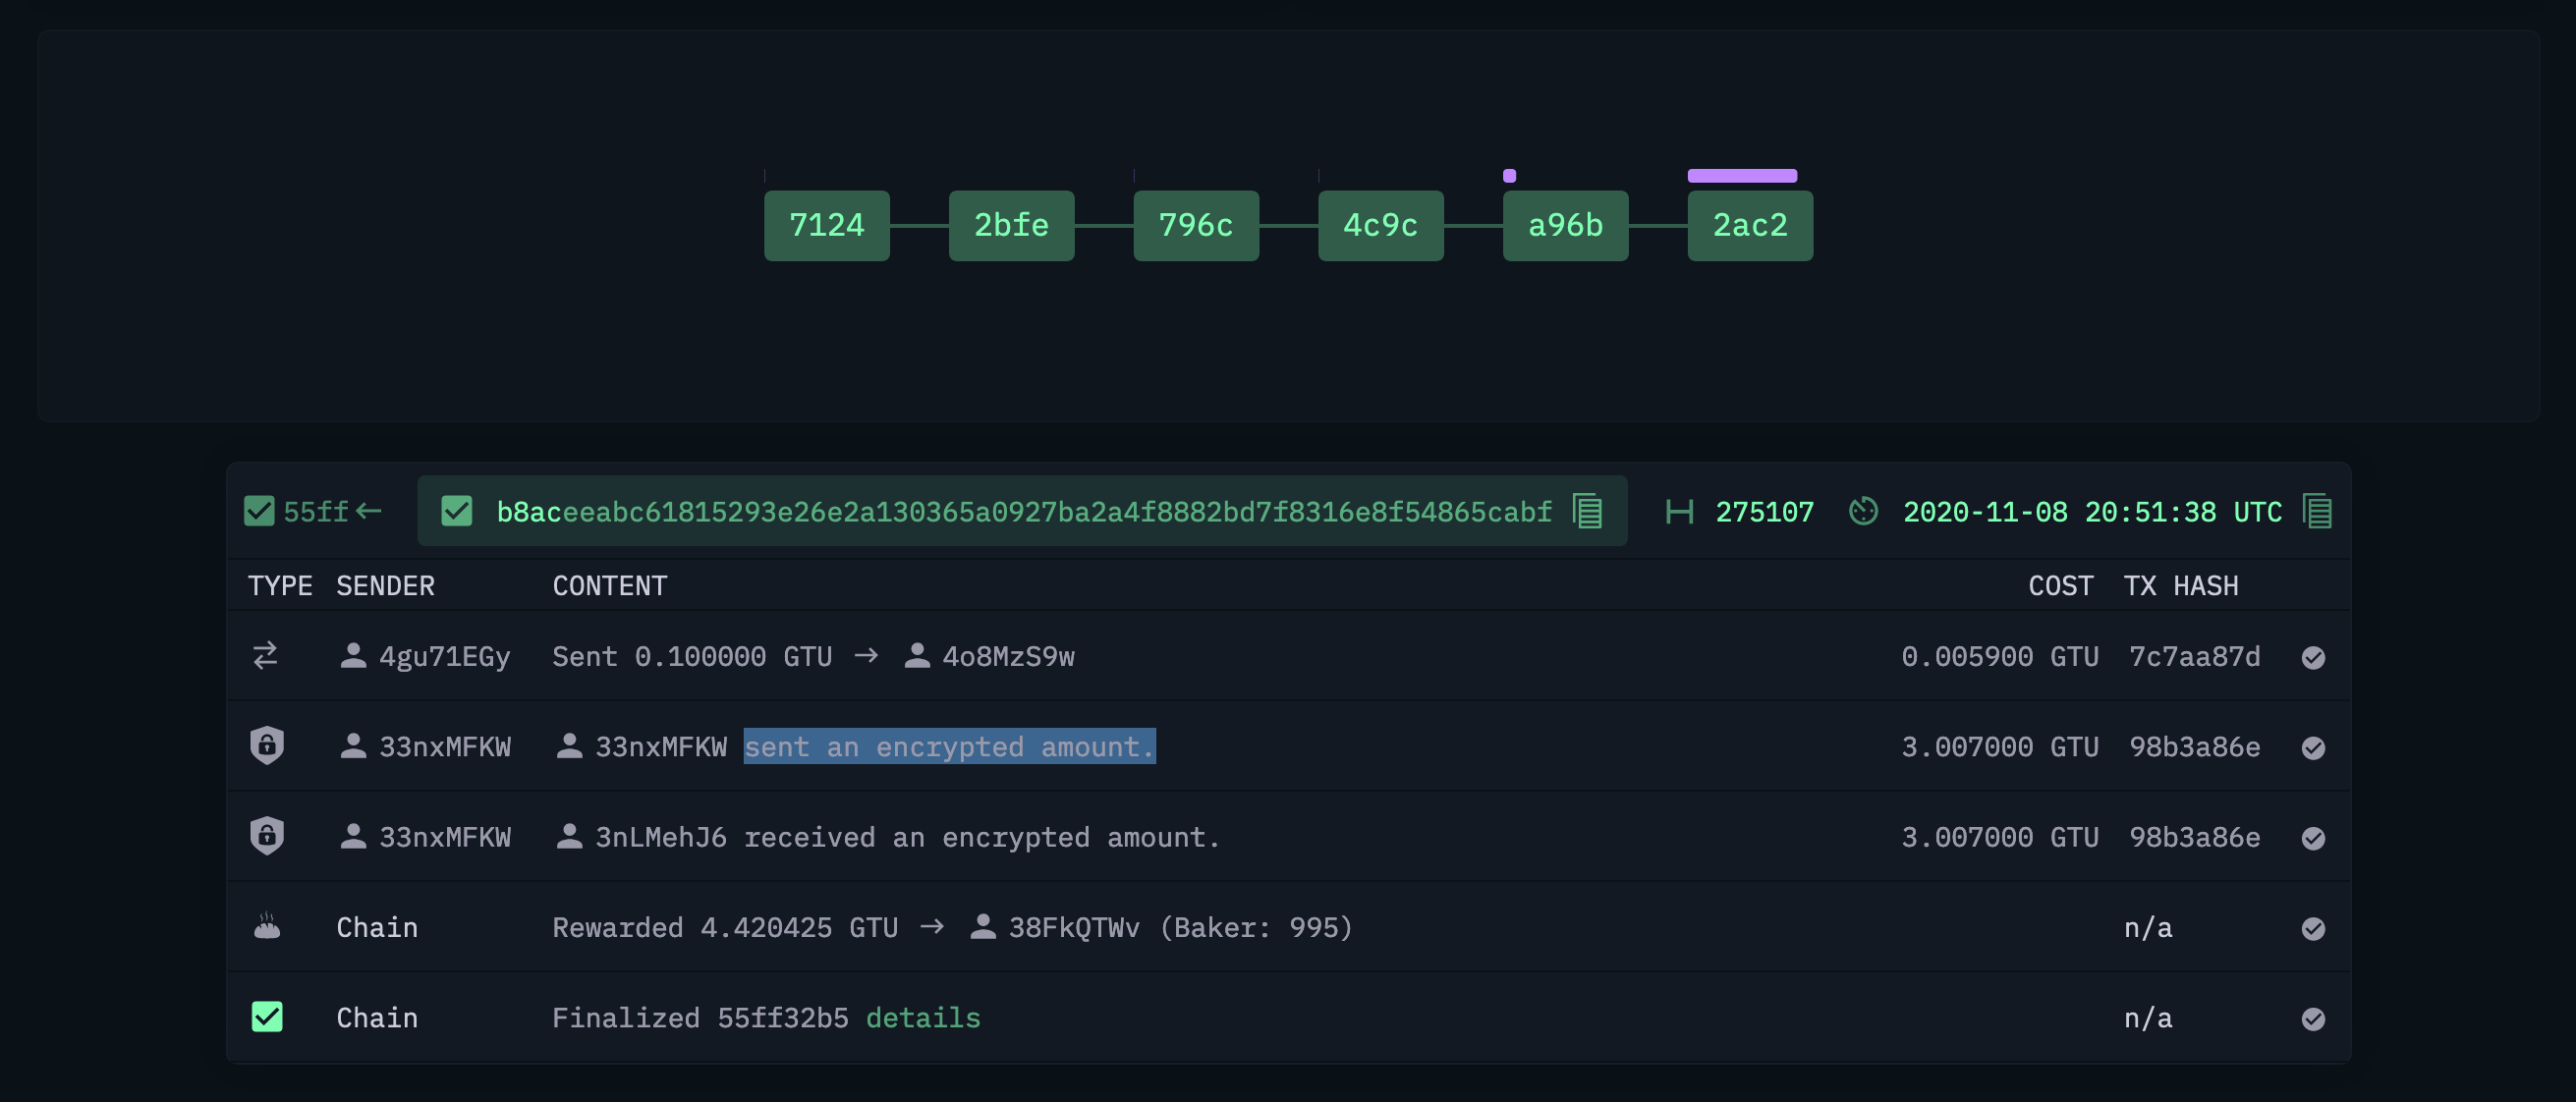 7124 2bfe 796c 4c9c a96b 2ac2
55ff← b8aceeabc61815293e26e2a130365a0927ba2a4f8882bd7f8316e8f54865cabf 275107 2020-11-08 20:51:38 UTC
TYPE SENDER CONTENT COST TX HASH
4gu71EGy Sent 0.100000 GTU → 4o8MzS9w 0.005900 GTU 7c7aa87d
33nxMFKW 33nxMFKW sent an encrypted amount. 3.007000 GTU 98b3a86e
33nxMFKW 3nLMehJ6 received an encrypted amount. 3.007000 GTU 98b3a86e
Chain Rewarded 4.420425 GTU → 38FkQTWv (Baker: 995) n/a
Chain Finalized 55ff32b5 details n/a